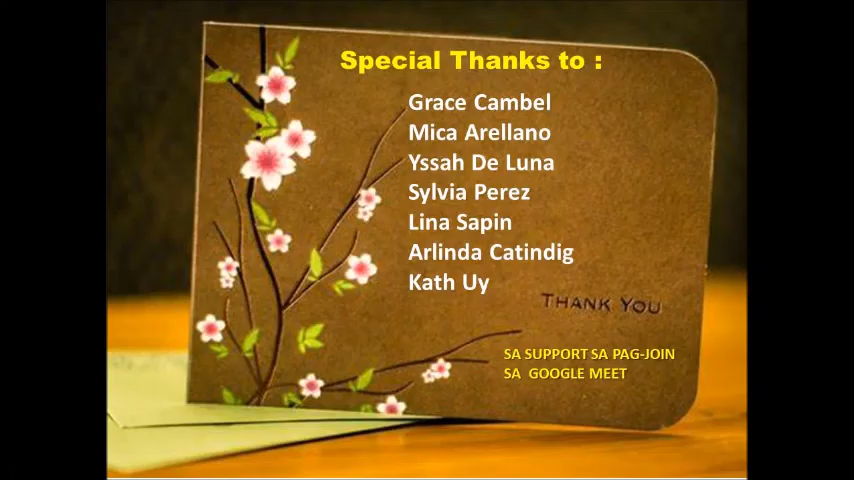 Special Thanks to :
Grace Cambel
Mica Arellano
Yssah De Luna
Sylvia Perez
Lina Sapin
Arlinda Catindig
Kath Uy
THANK YOU
SA SUPPORT SA PAG-JOIN
SA GOOGLE MEET